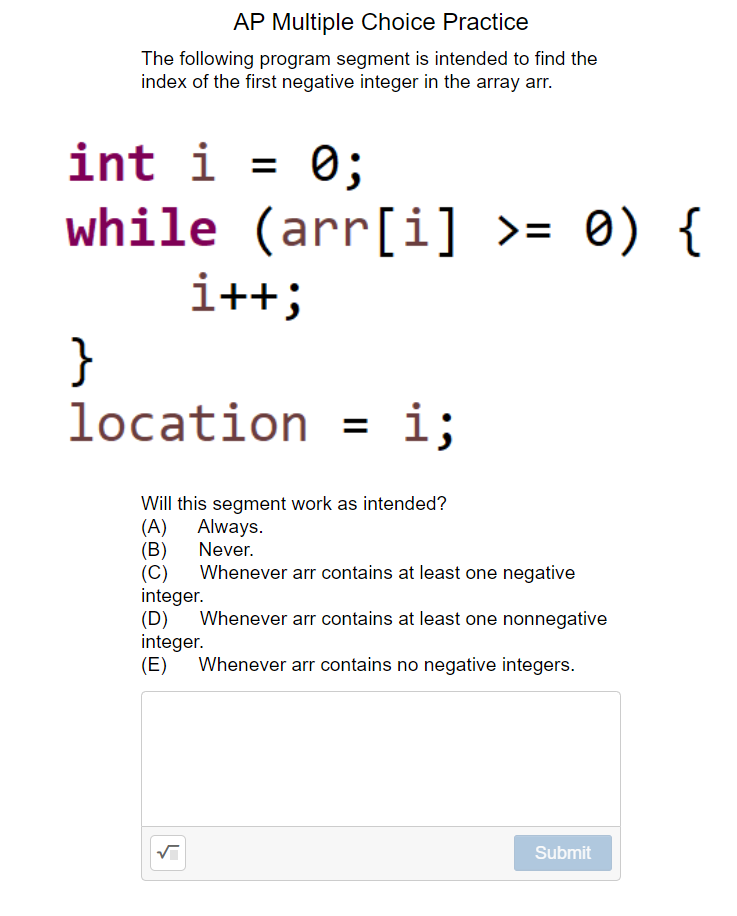 AP Multiple Choice Practice
The following program segment is intended to find the
index of the first negative integer in the array arr.
int i = 0;
while (arr[i] >= 0) {
    i++;
}
location = i;
Will this segment work as intended?
(A) Always.
(B) Never.
(C) Whenever arr contains at least one negative
integer.
(D) Whenever arr contains at least one nonnegative
integer.
(E) Whenever arr contains no negative integers.
Submit